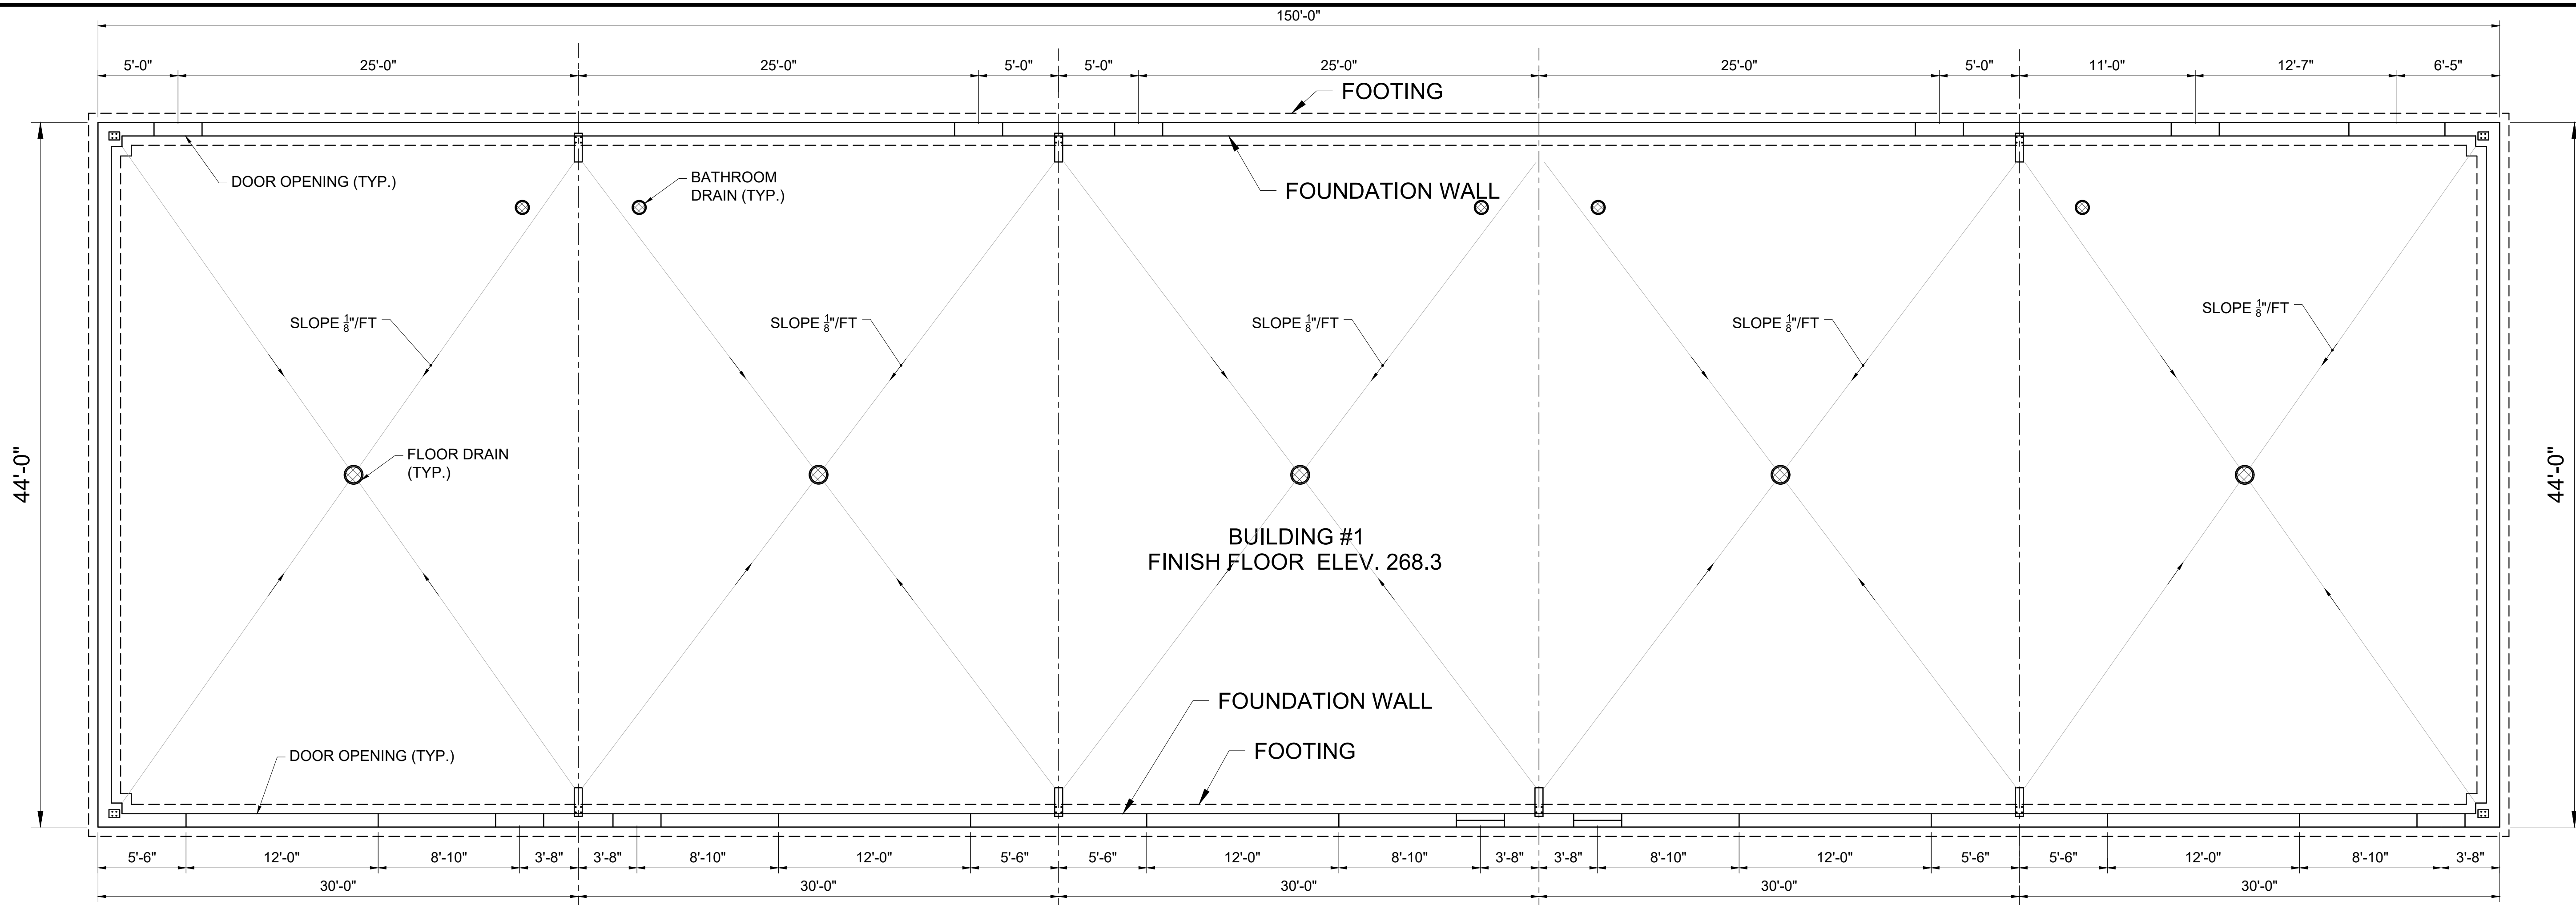 150'-0"
5'-0" 25'-0" 25'-0" 5'-0" 5'-0" 25'-0" 25'-0" 5'-0" 11'-0" 12'-7" 6'-5"
FOOTING
DOOR OPENING (TYP.)
BATHROOM
DRAIN (TYP.)
FOUNDATION WALL
SLOPE 1/8"/FT
SLOPE 1/8"/FT
SLOPE 1/8"/FT
SLOPE 1/8"/FT
SLOPE 1/8"/FT
44'-0"
FLOOR DRAIN
(TYP.)
44'-0"
BUILDING #1
FINISH FLOOR ELEV. 268.3
FOUNDATION WALL
FOOTING
DOOR OPENING (TYP.)
5'-6" 12'-0" 8'-10" 3'-8" 3'-8" 8'-10" 12'-0" 5'-6" 5'-6" 12'-0" 8'-10" 3'-8" 3'-8" 8'-10" 12'-0" 5'-6" 5'-6" 12'-0" 8'-10" 3'-8"
30'-0" 30'-0" 30'-0" 30'-0" 30'-0"